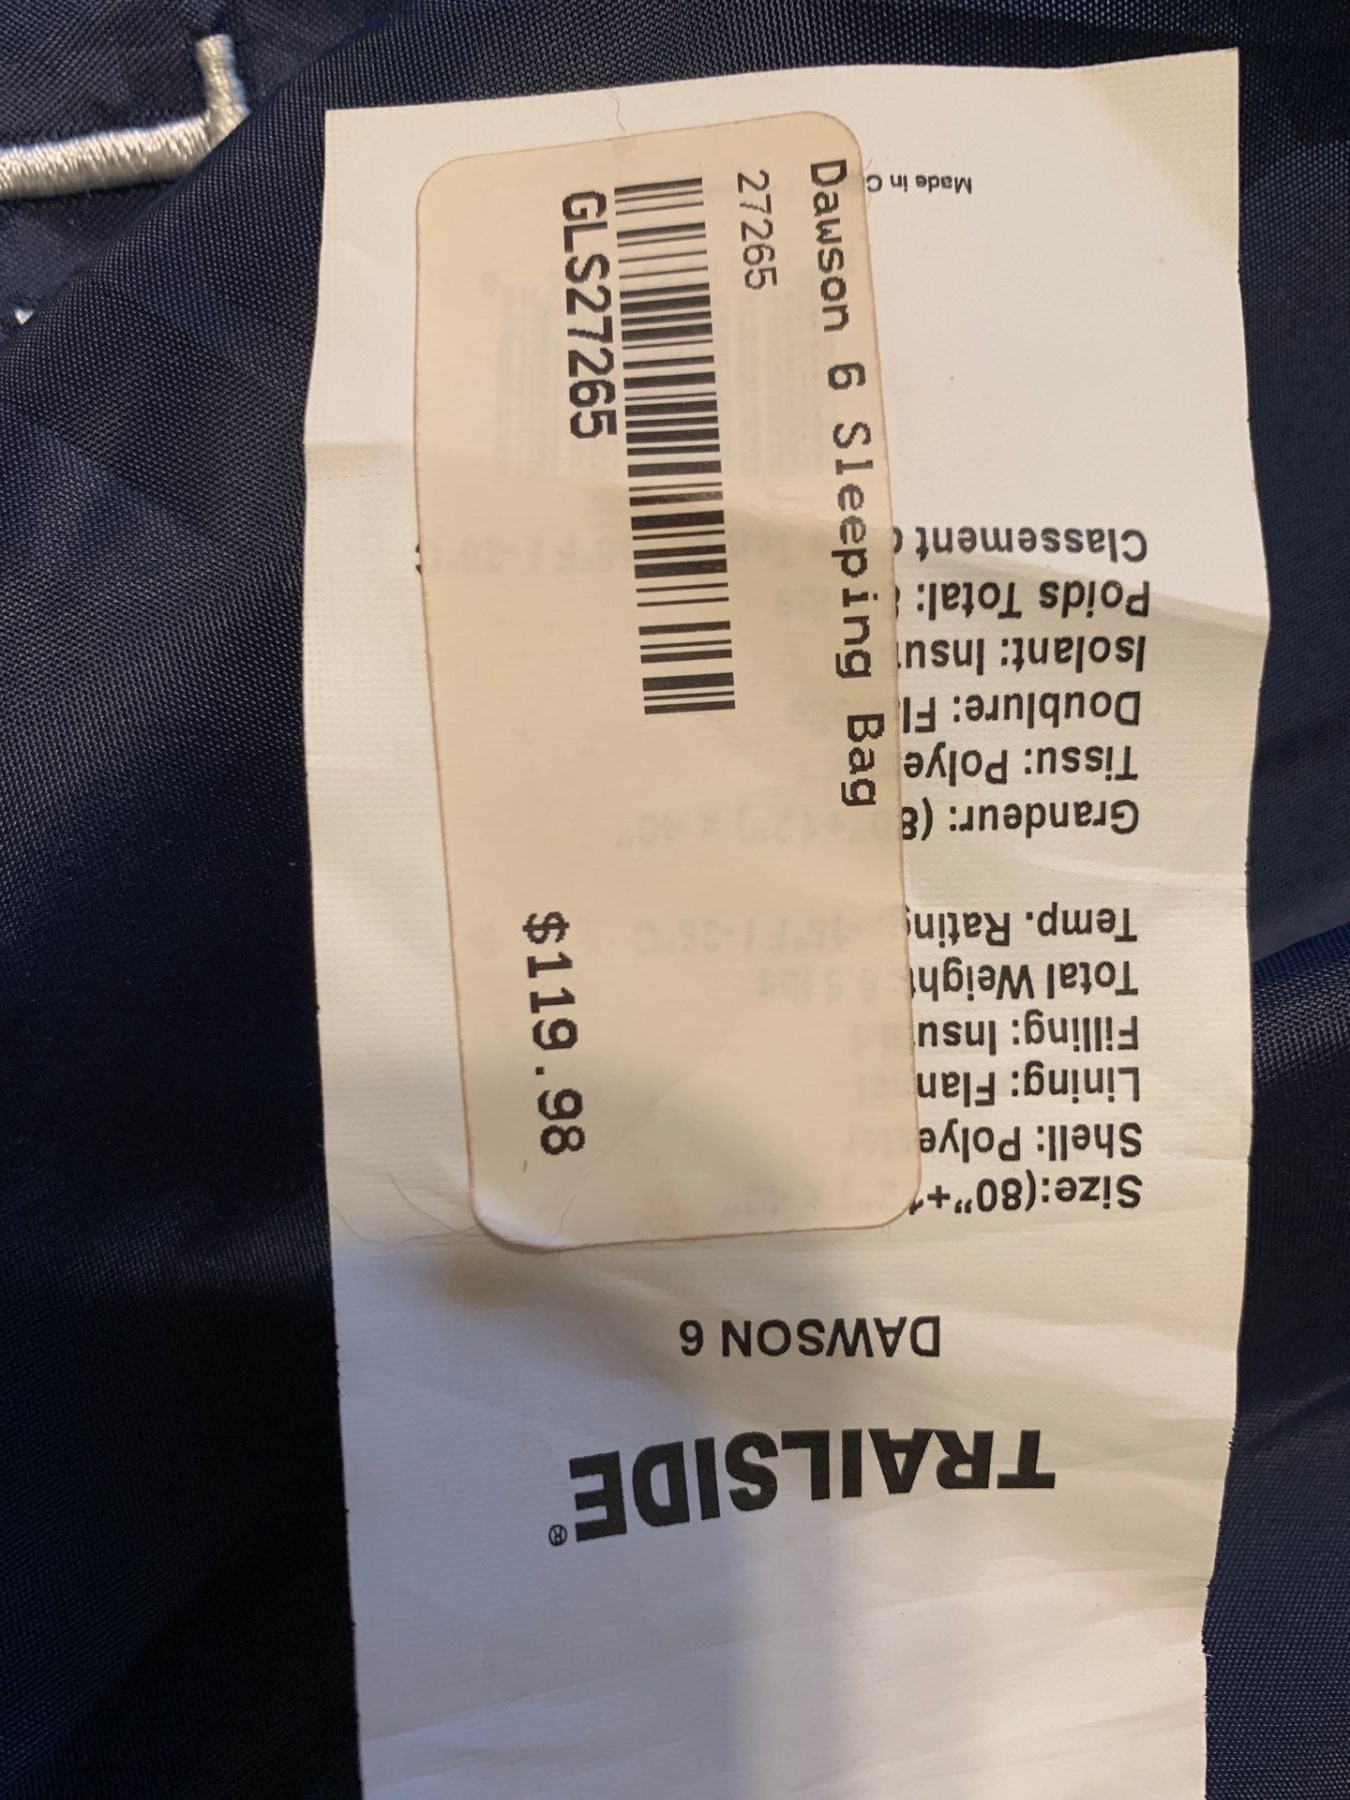 TRAILSIDE®
DAWSON 6
Size:(80"+
Shell: Polye
Lining: Flan
Filling: Insu
Total Weight
Temp. Rating
Grandeur: (8
Tissu: Polye
Doublure: Fl
Isolant: Insu
Poids Total:
Classement
Made in C
Dawson 6 Sleeping Bag
27265
GLS27265
$119.98